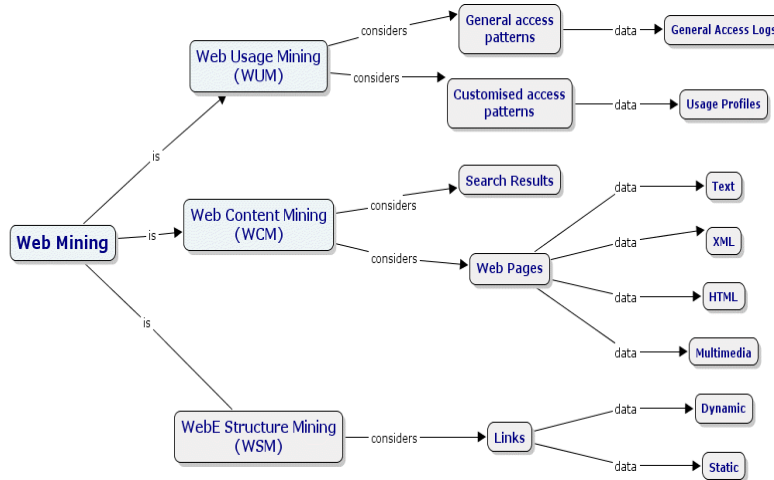 General access
patterns
considers
data
General Access Logs
Web Usage Mining
(WUM)
considers
Customised access
patterns
data
Usage Profiles
is
Search Results
data
Text
Web Content Mining
(WCM)
considers
Web Mining
is
data
XML
considers
Web Pages
data
HTML
is
data
Multimedia
WebE Structure Mining
(WSM)
considers
Links
data
Dynamic
data
Static